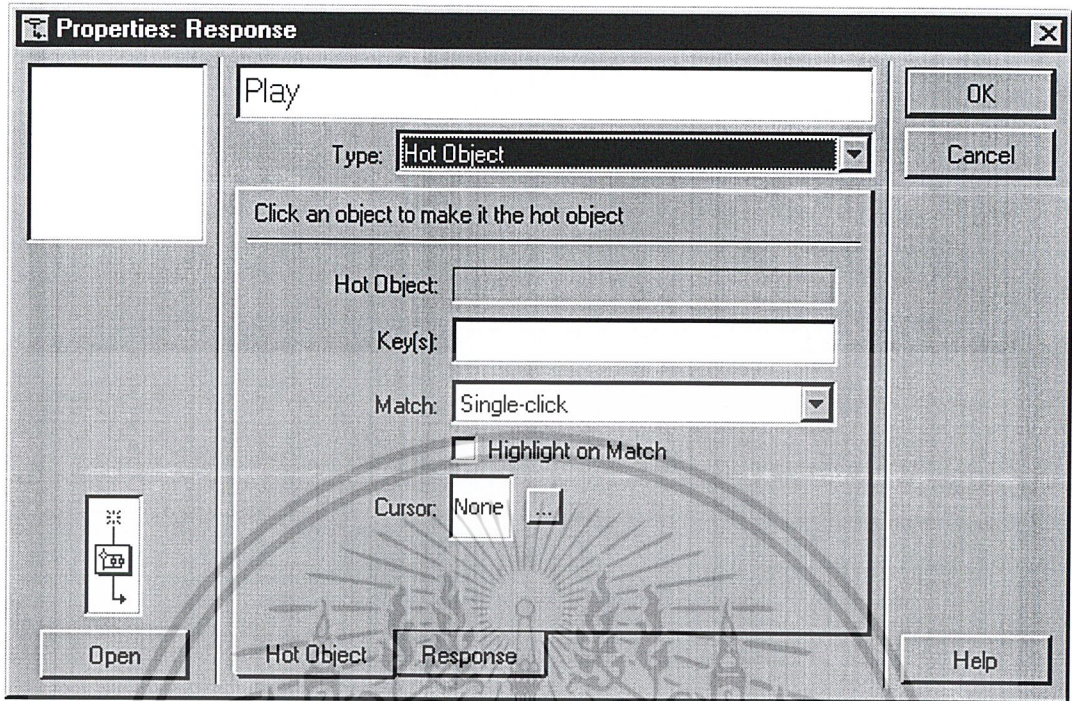 Properties: Response
Play
OK
Type: Hot Object
Cancel
Click an object to make it the hot object
Hot Object:
Key(s):
Match: Single-click
Highlight on Match
Cursor: None ...
Open
Hot Object Response
Help